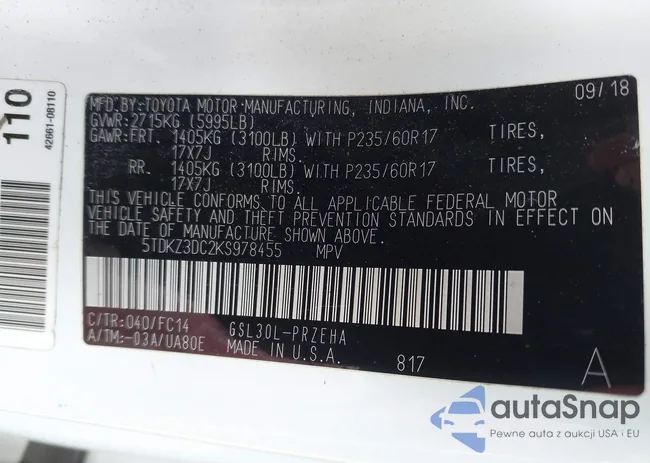 110
42661-08110
09/18
MFD.BY:TOYOTA MOTOR MANUFACTURING, INDIANA, INC.
GVWR:2715KG (5995LB)
GAWR:FRT. 1405KG (3100LB) WITH P235/60R17 TIRES,
17X7J RIMS.
RR. 1405KG (3100LB) WITH P235/60R17 TIRES,
17X7J RIMS.
THIS VEHICLE CONFORMS TO ALL APPLICABLE FEDERAL MOTOR
VEHICLE SAFETY AND THEFT PREVENTION STANDARDS IN EFFECT ON
THE DATE OF MANUFACTURE SHOWN ABOVE.
5TDKZ3DC2KS978455 MPV
C/TR:040/FC14 GSL30L-PRZEHA
A/TM:-03A/UA80E MADE IN U.S.A. 817 A
autaSnap
Pewne auta z aukcji USA i EU